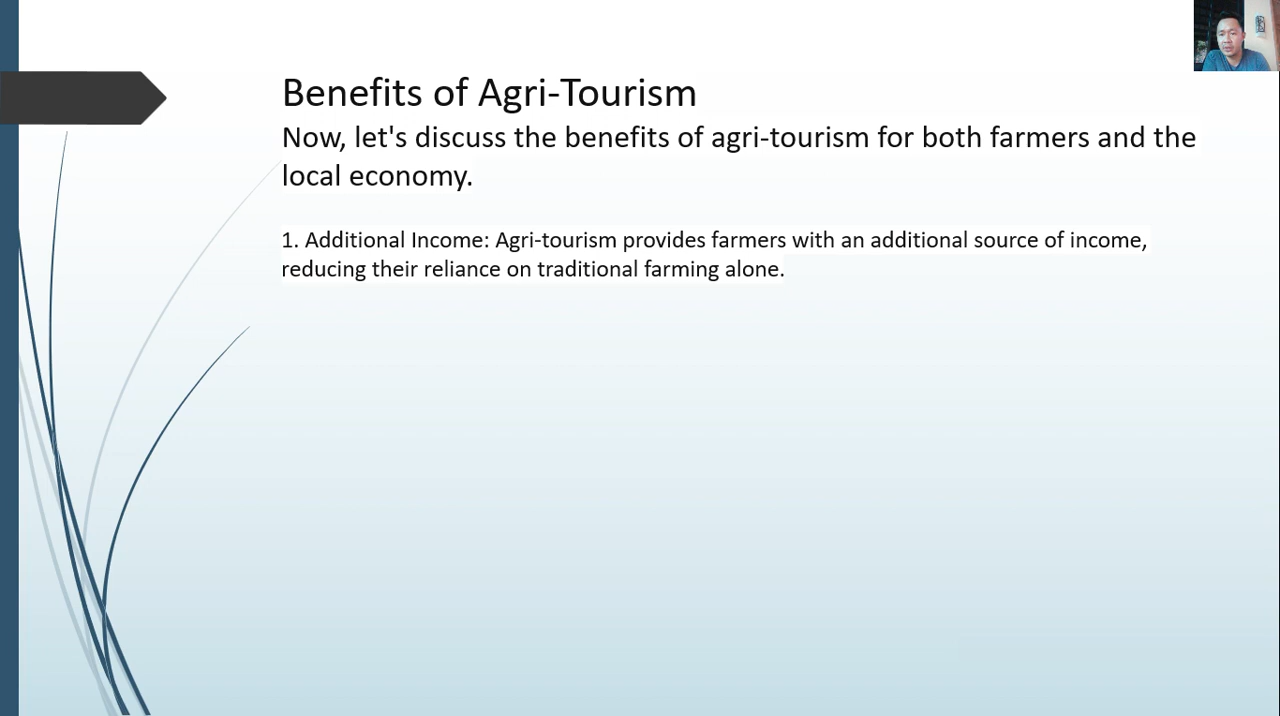 Benefits of Agri-Tourism
Now, let's discuss the benefits of agri-tourism for both farmers and the
local economy.
1. Additional Income: Agri-tourism provides farmers with an additional source of income,
reducing their reliance on traditional farming alone.